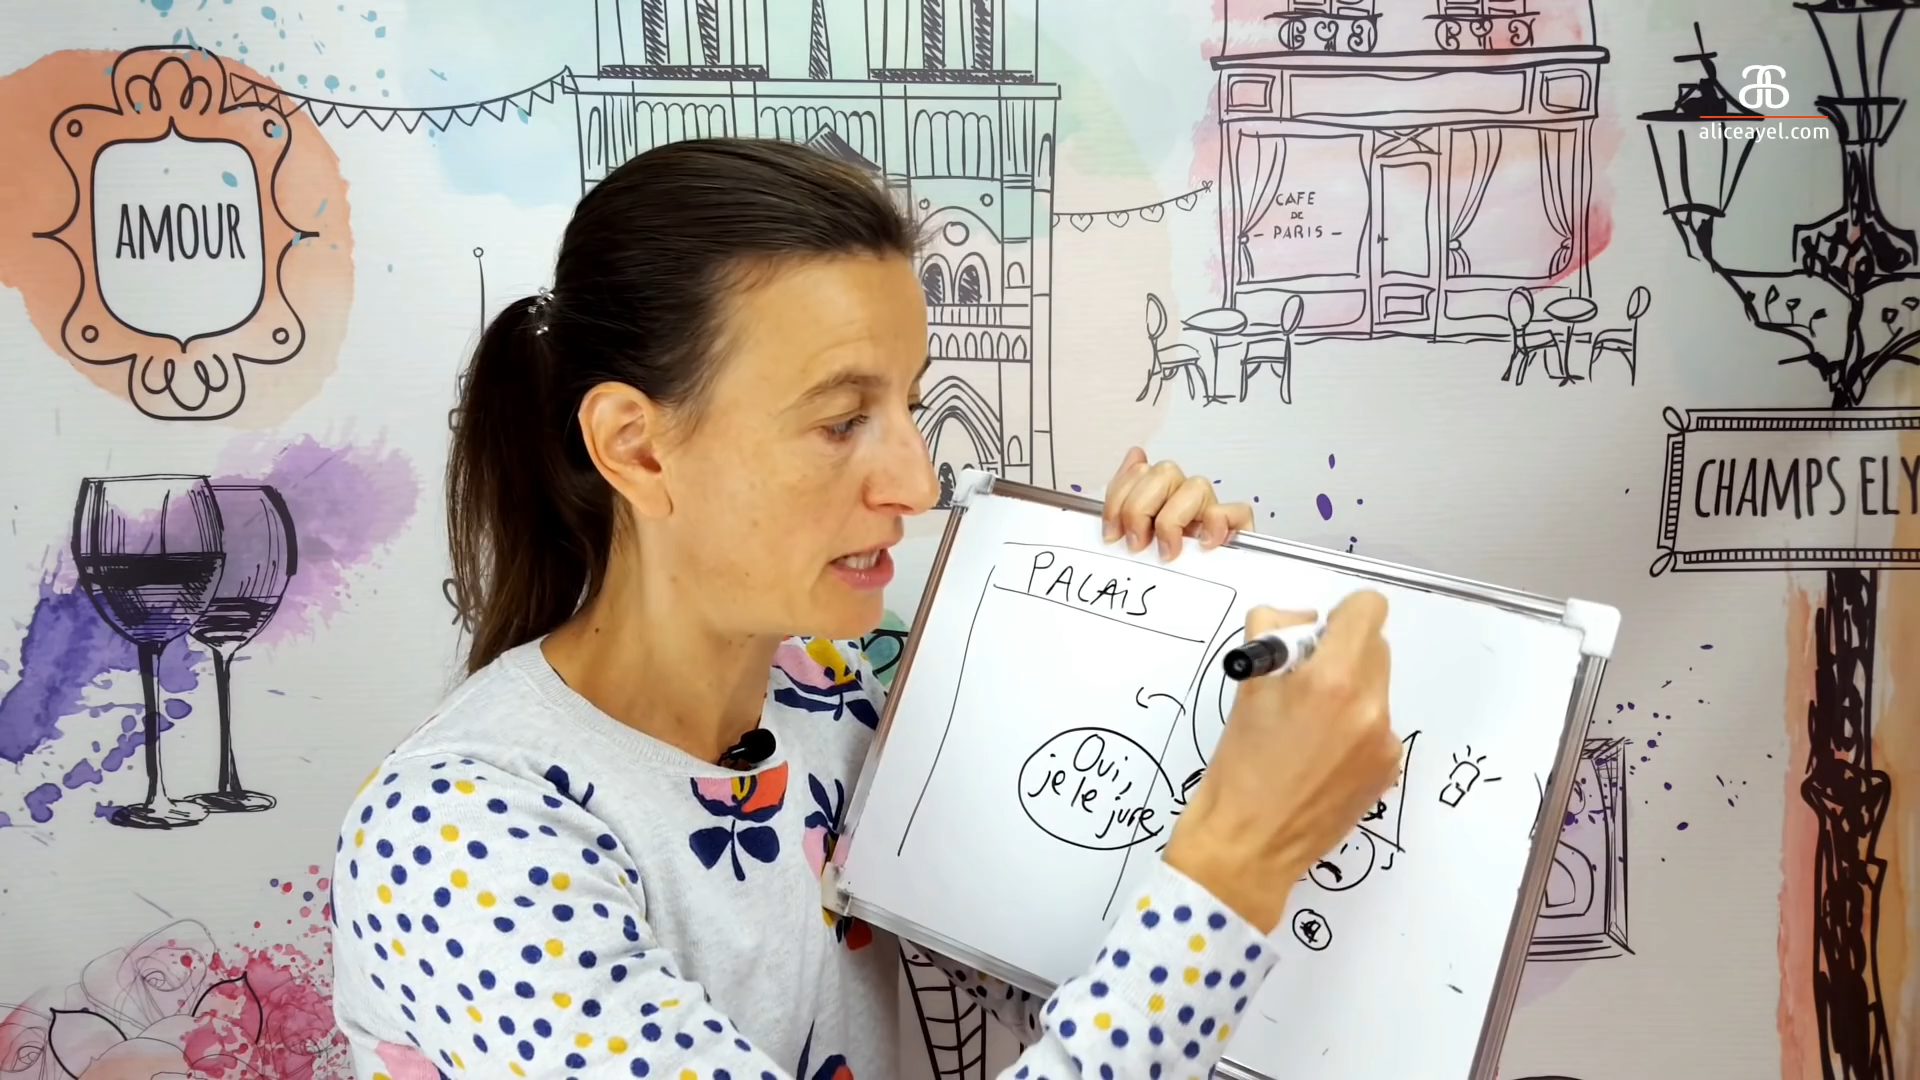 AMOUR
CAFE
DE
- PARIS -
aliceayel.com
CHAMPS ELY
PALAiS
Oui,
je le
jure